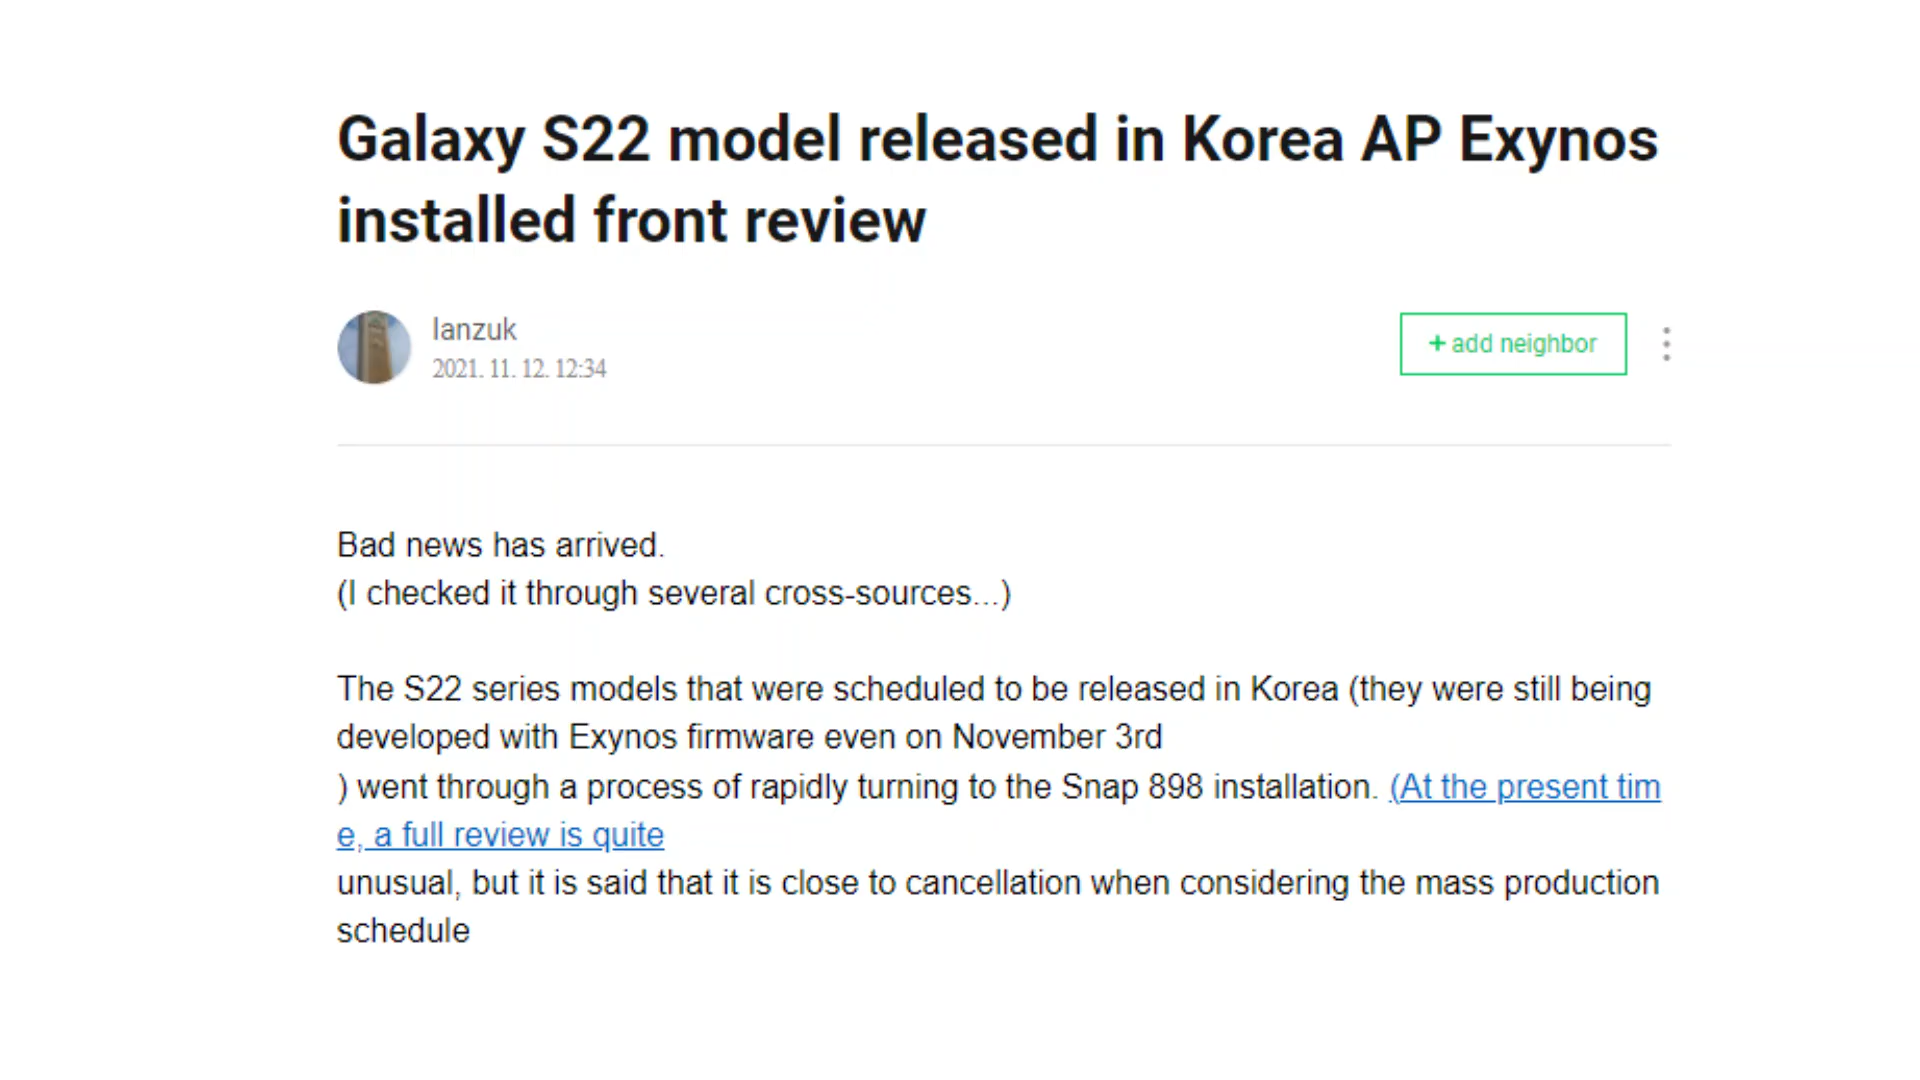 Galaxy S22 model released in Korea AP Exynos
installed front review
lanzuk
2021. 11. 12. 12:34
+ add neighbor
Bad news has arrived.
(I checked it through several cross-sources...)
The S22 series models that were scheduled to be released in Korea (they were still being
developed with Exynos firmware even on November 3rd
) went through a process of rapidly turning to the Snap 898 installation. (At the present tim
e, a full review is quite
unusual, but it is said that it is close to cancellation when considering the mass production
schedule